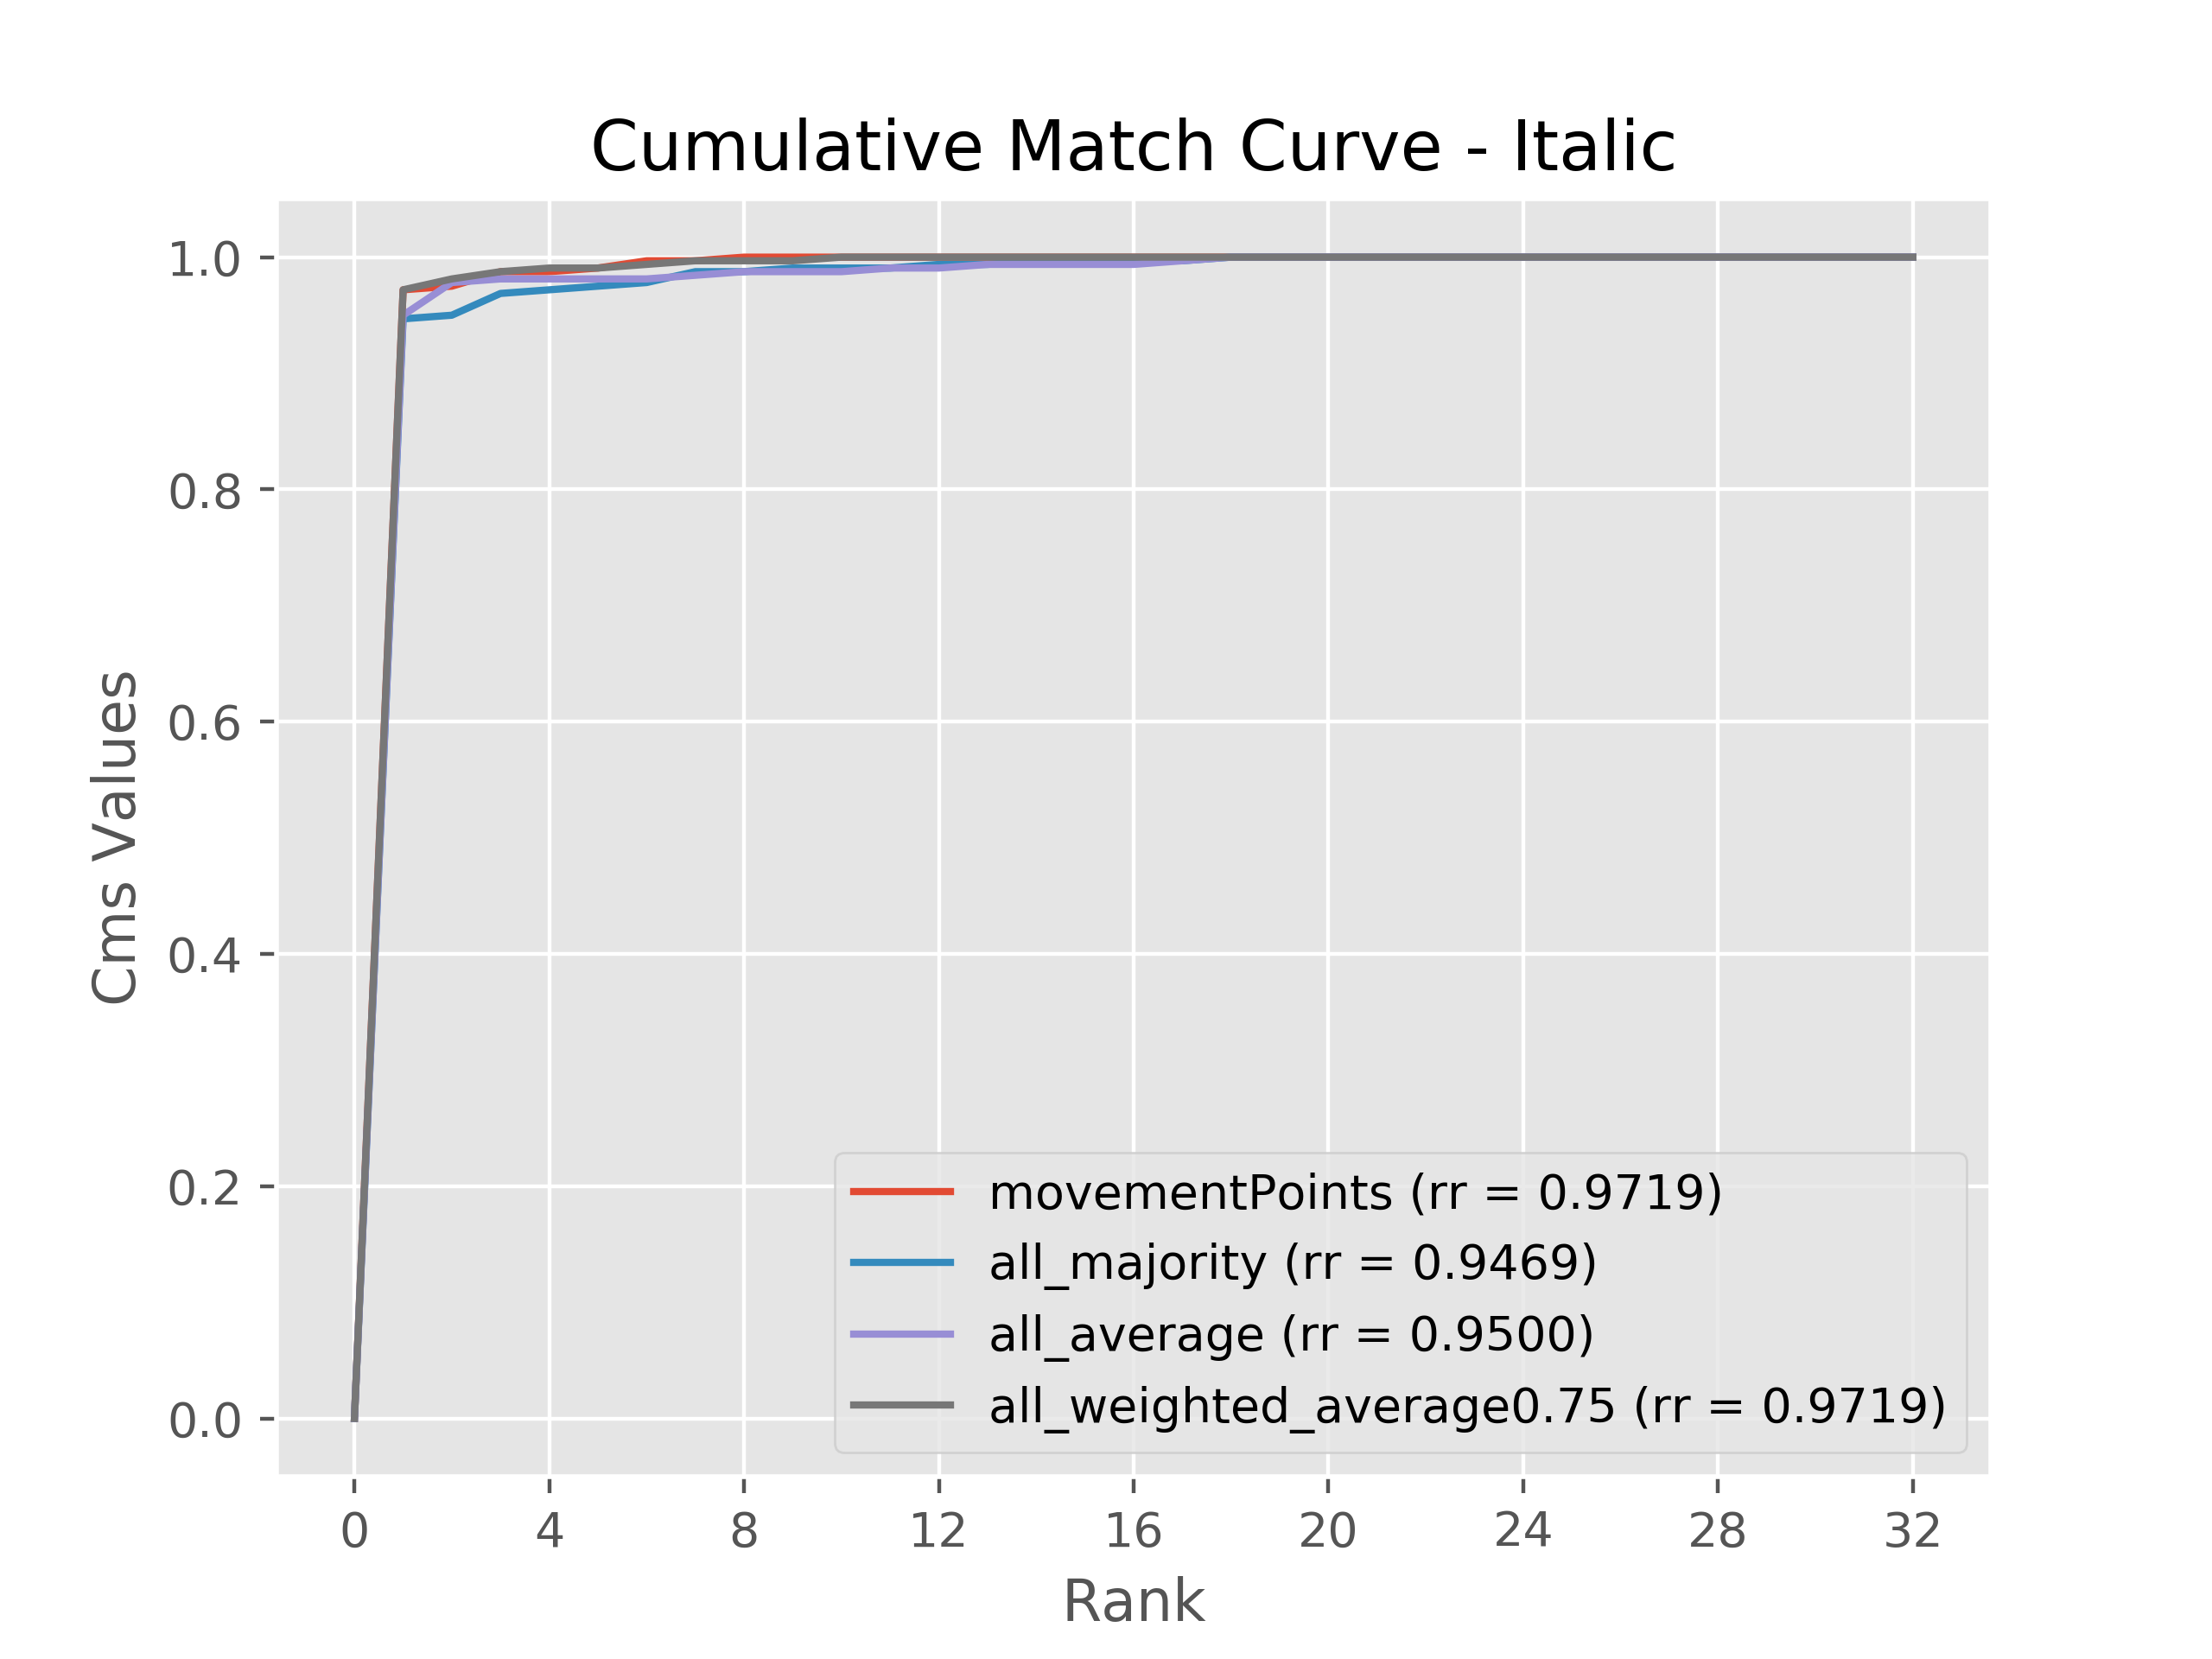 Cumulative Match Curve - Italic
1.0
0.8
0.6
0.4
0.2
0.0
Cms Values
movementPoints (rr = 0.9719)
all_majority (rr = 0.9469)
all_average (rr = 0.9500)
all_weighted_average0.75 (rr = 0.9719)
0 4 8 12 16 20 24 28 32
Rank